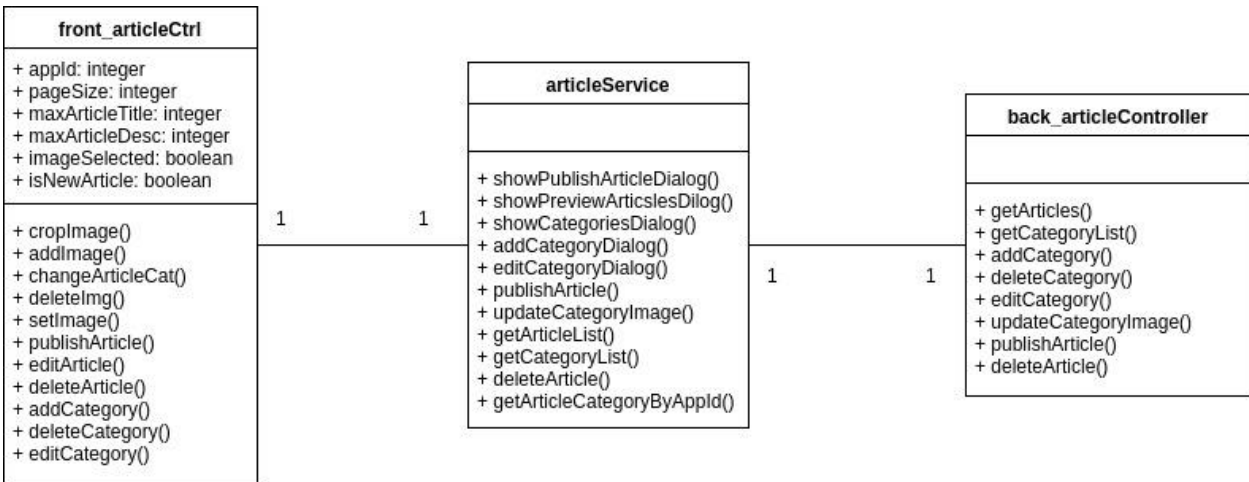 front_articleCtrl
+ appId: integer
+ pageSize: integer
+ maxArticleTitle: integer
+ maxArticleDesc: integer
+ imageSelected: boolean
+ isNewArticle: boolean
+ cropImage()
+ addImage()
+ changeArticleCat()
+ deleteImg()
+ setImage()
+ publishArticle()
+ editArticle()
+ deleteArticle()
+ addCategory()
+ deleteCategory()
+ editCategory()
1
1
articleService
+ showPublishArticleDialog()
+ showPreviewArticslesDilog()
+ showCategoriesDialog()
+ addCategoryDialog()
+ editCategoryDialog()
+ publishArticle()
+ updateCategoryImage()
+ getArticleList()
+ getCategoryList()
+ deleteArticle()
+ getArticleCategoryByAppId()
1
1
back_articleController
+ getArticles()
+ getCategoryList()
+ addCategory()
+ deleteCategory()
+ editCategory()
+ updateCategoryImage()
+ publishArticle()
+ deleteArticle()